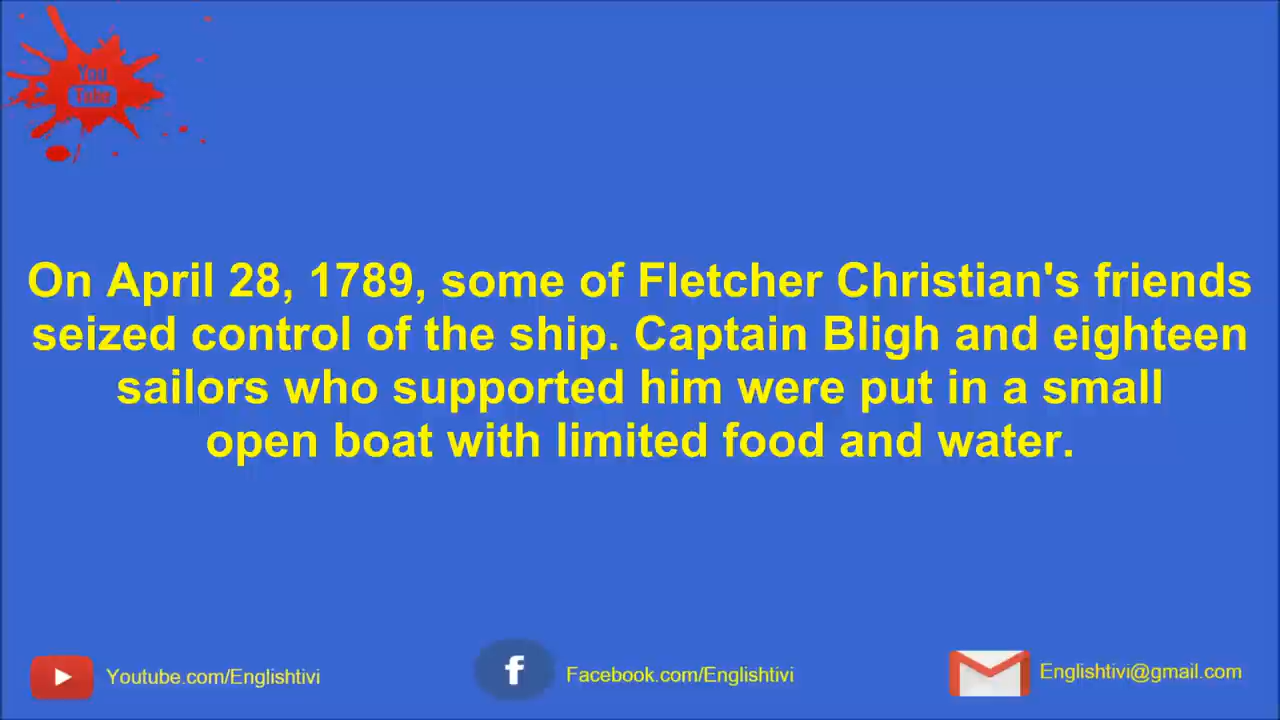 You
Tube
On April 28, 1789, some of Fletcher Christian's friends
seized control of the ship. Captain Bligh and eighteen
sailors who supported him were put in a small
open boat with limited food and water.
Youtube.com/Englishtivi
f
Facebook.com/Englishtivi
Englishtivi@gmail.com